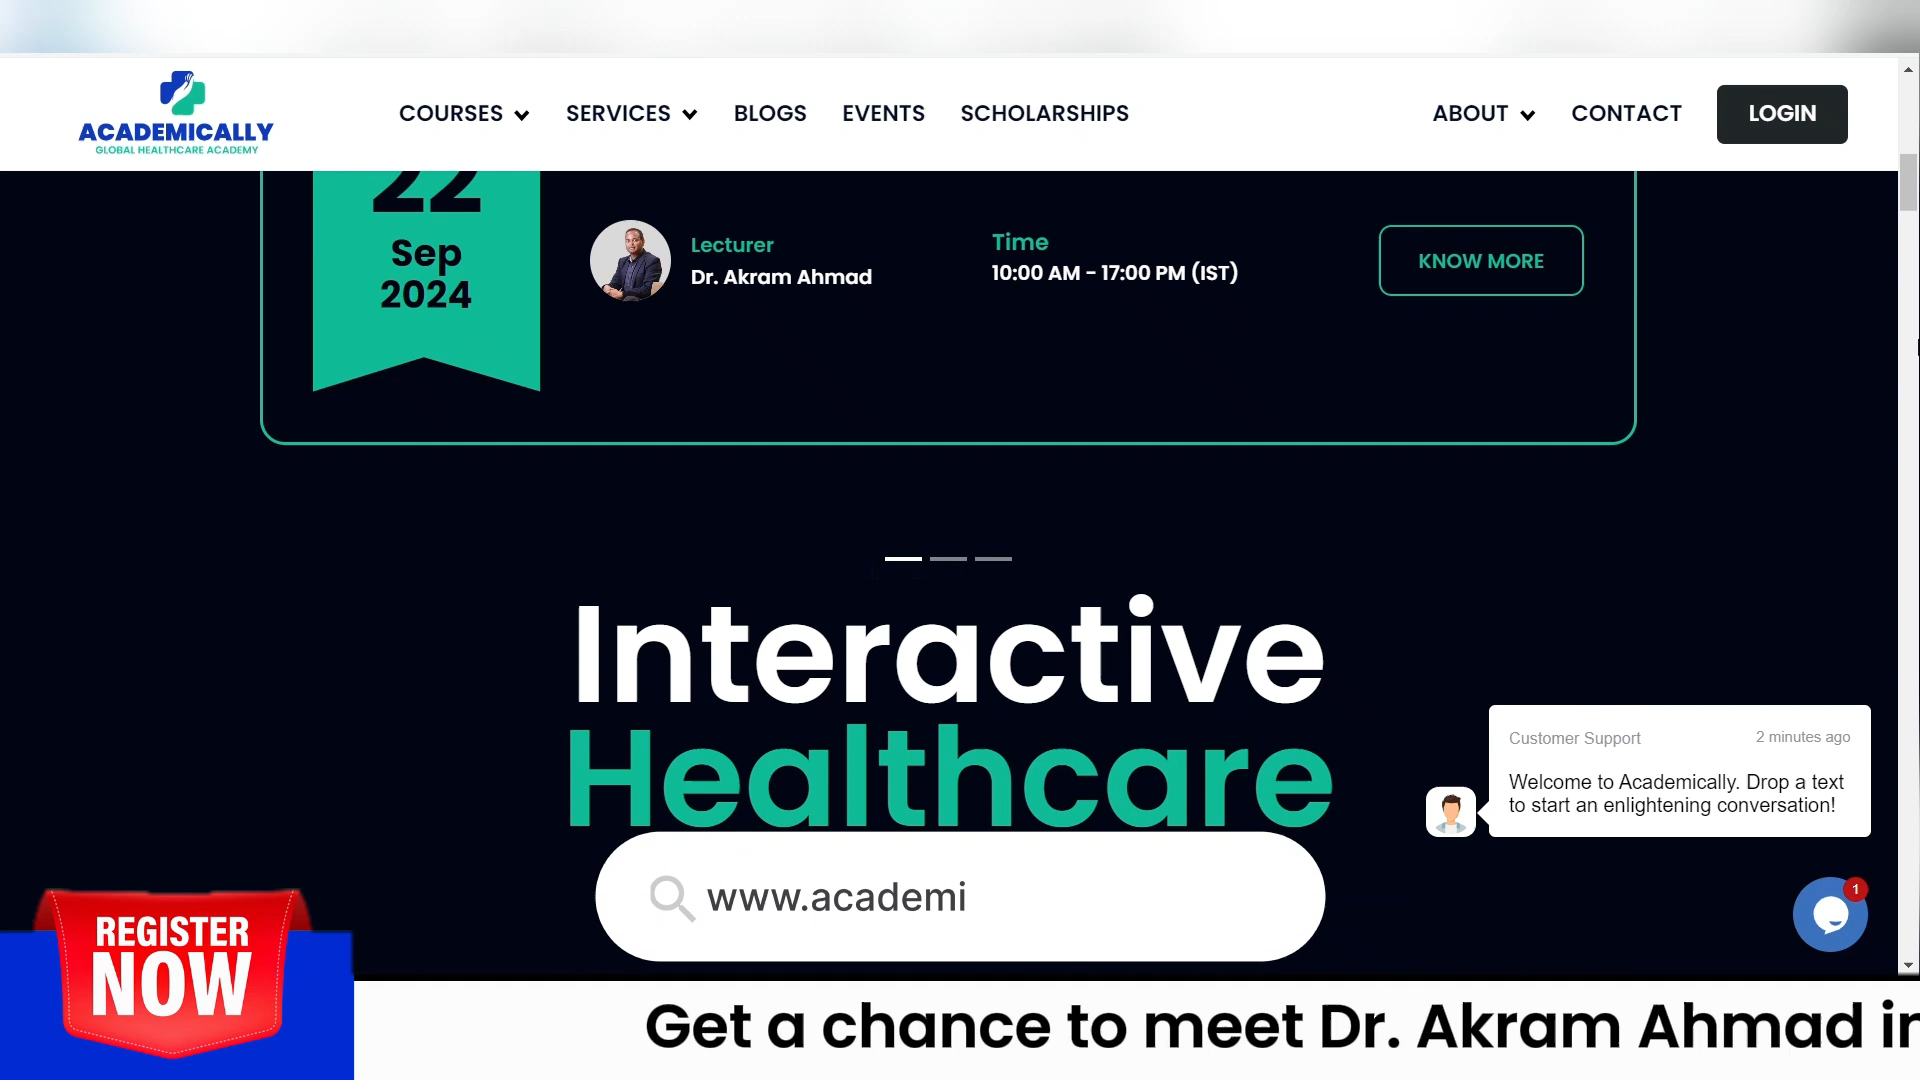 ACADEMICALLY
GLOBAL HEALTHCARE ACADEMY
COURSES
SERVICES
BLOGS
EVENTS
SCHOLARSHIPS
ABOUT
CONTACT
LOGIN
22
Sep
2024
Lecturer
Dr. Akram Ahmad
Time
10:00 AM - 17:00 PM (IST)
KNOW MORE
Interactive
Healthcare
www.academi
Customer Support
2 minutes ago
Welcome to Academically. Drop a text
to start an enlightening conversation!
1
REGISTER
NOW
Get a chance to meet Dr. Akram Ahmad in